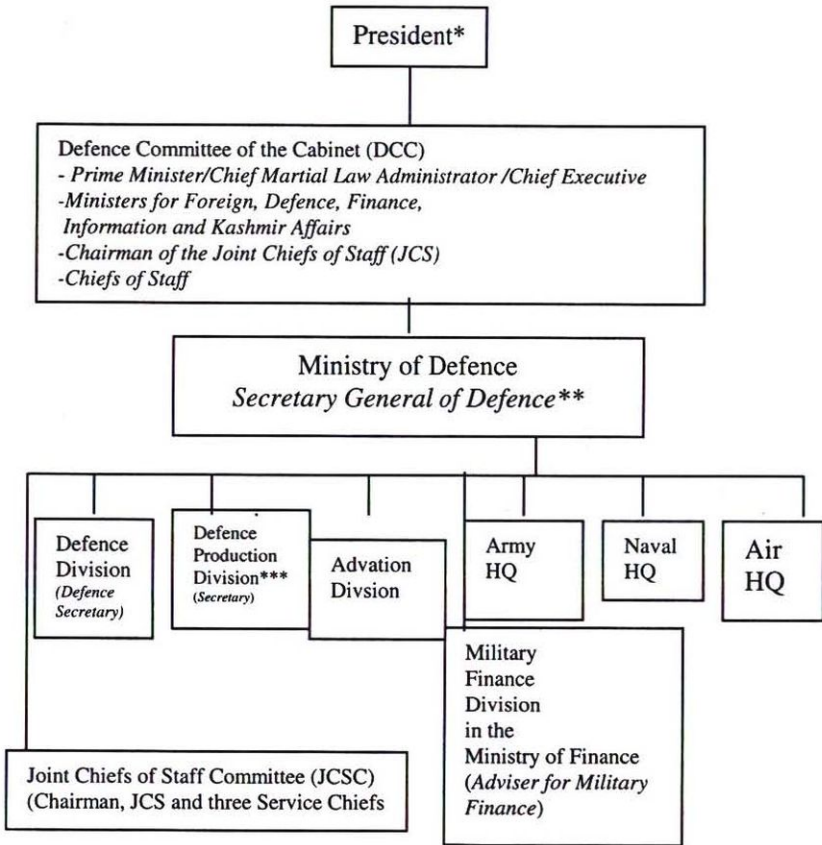 President*
Defence Committee of the Cabinet (DCC)
- Prime Minister/Chief Martial Law Administrator /Chief Executive
-Ministers for Foreign, Defence, Finance,
Information and Kashmir Affairs
-Chairman of the Joint Chiefs of Staff (JCS)
-Chiefs of Staff
Ministry of Defence
Secretary General of Defence**
Defence
Division
(Defence
Secretary)
Defence
Production
Division***
(Secretary)
Advation
Divsion
Army
HQ
Naval
HQ
Air
HQ
Military
Finance
Division
in the
Ministry of Finance
(Adviser for Military
Finance)
Joint Chiefs of Staff Committee (JCSC)
(Chairman, JCS and three Service Chiefs